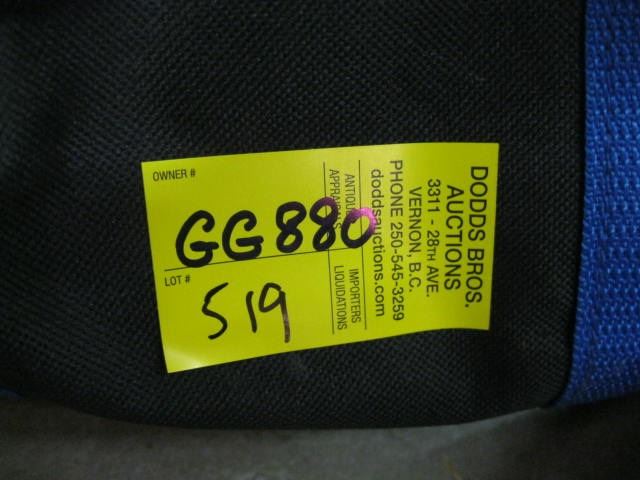 OWNER #
GG880
LOT #
519
DODDS BROS.
AUCTIONS
3311 - 28TH AVE.
VERNON, B.C.
PHONE 250-545-3259
doddsauctions.com
IMPORTERS
APPRAISALS LIQUIDATIONS